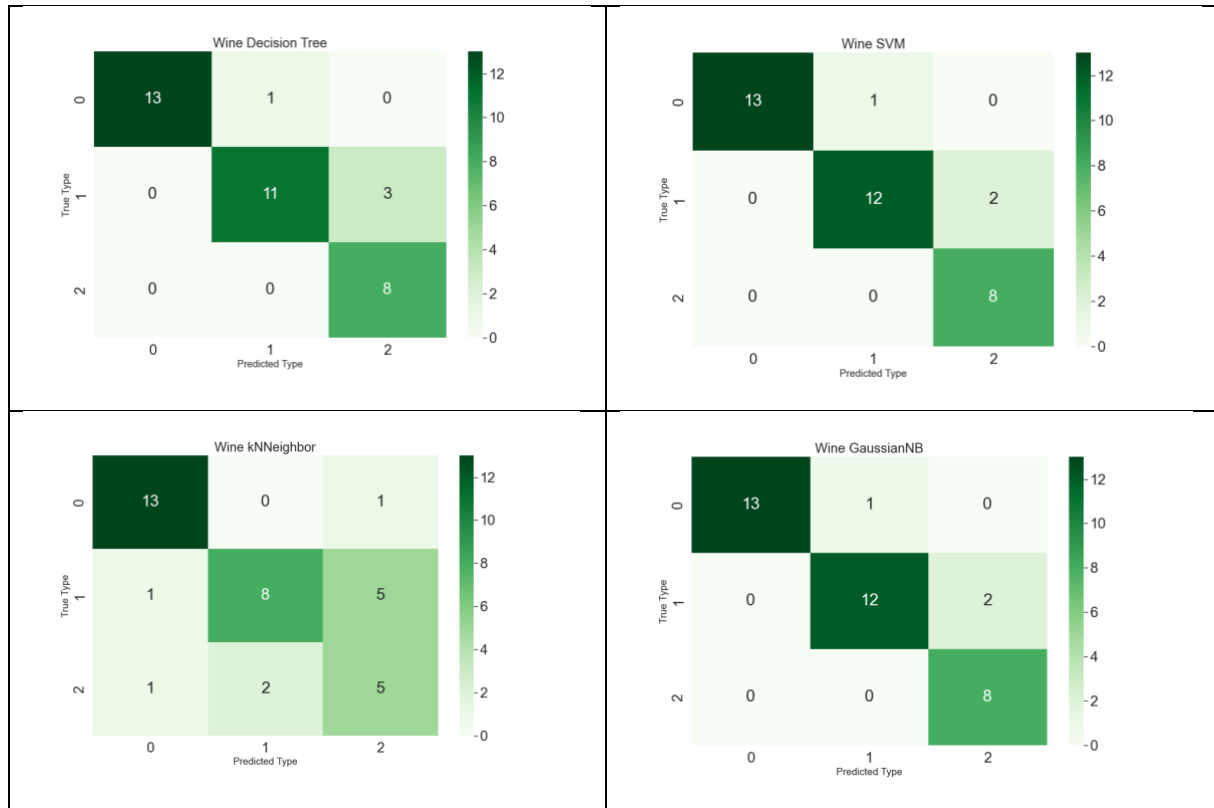 Wine Decision Tree
True Type
0
13 1 0
1
0 11 3
2
0 0 8
0 1 2
Predicted Type
12
10
8
6
4
2
0
Wine SVM
True Type
0
13 1 0
1
0 12 2
2
0 0 8
0 1 2
Predicted Type
12
10
8
6
4
2
0
Wine kNNeighbor
True Type
0
13 0 1
1
1 8 5
2
1 2 5
0 1 2
Predicted Type
12
10
8
6
4
2
0
Wine GaussianNB
True Type
0
13 1 0
1
0 12 2
2
0 0 8
0 1 2
Predicted Type
12
10
8
6
4
2
0